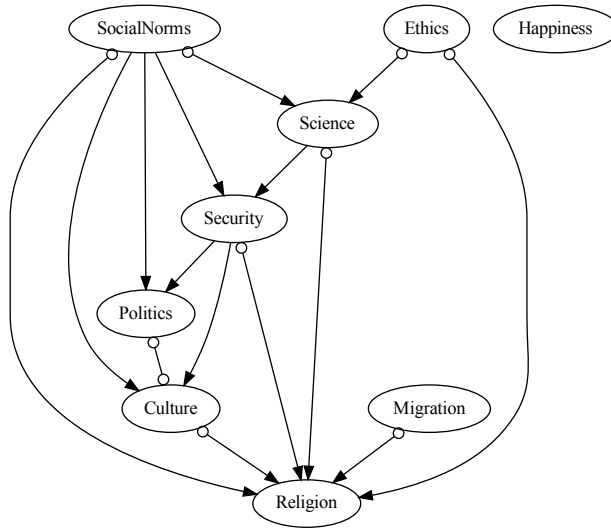 SocialNorms
Ethics
Happiness
Science
Security
Politics
Culture
Migration
Religion